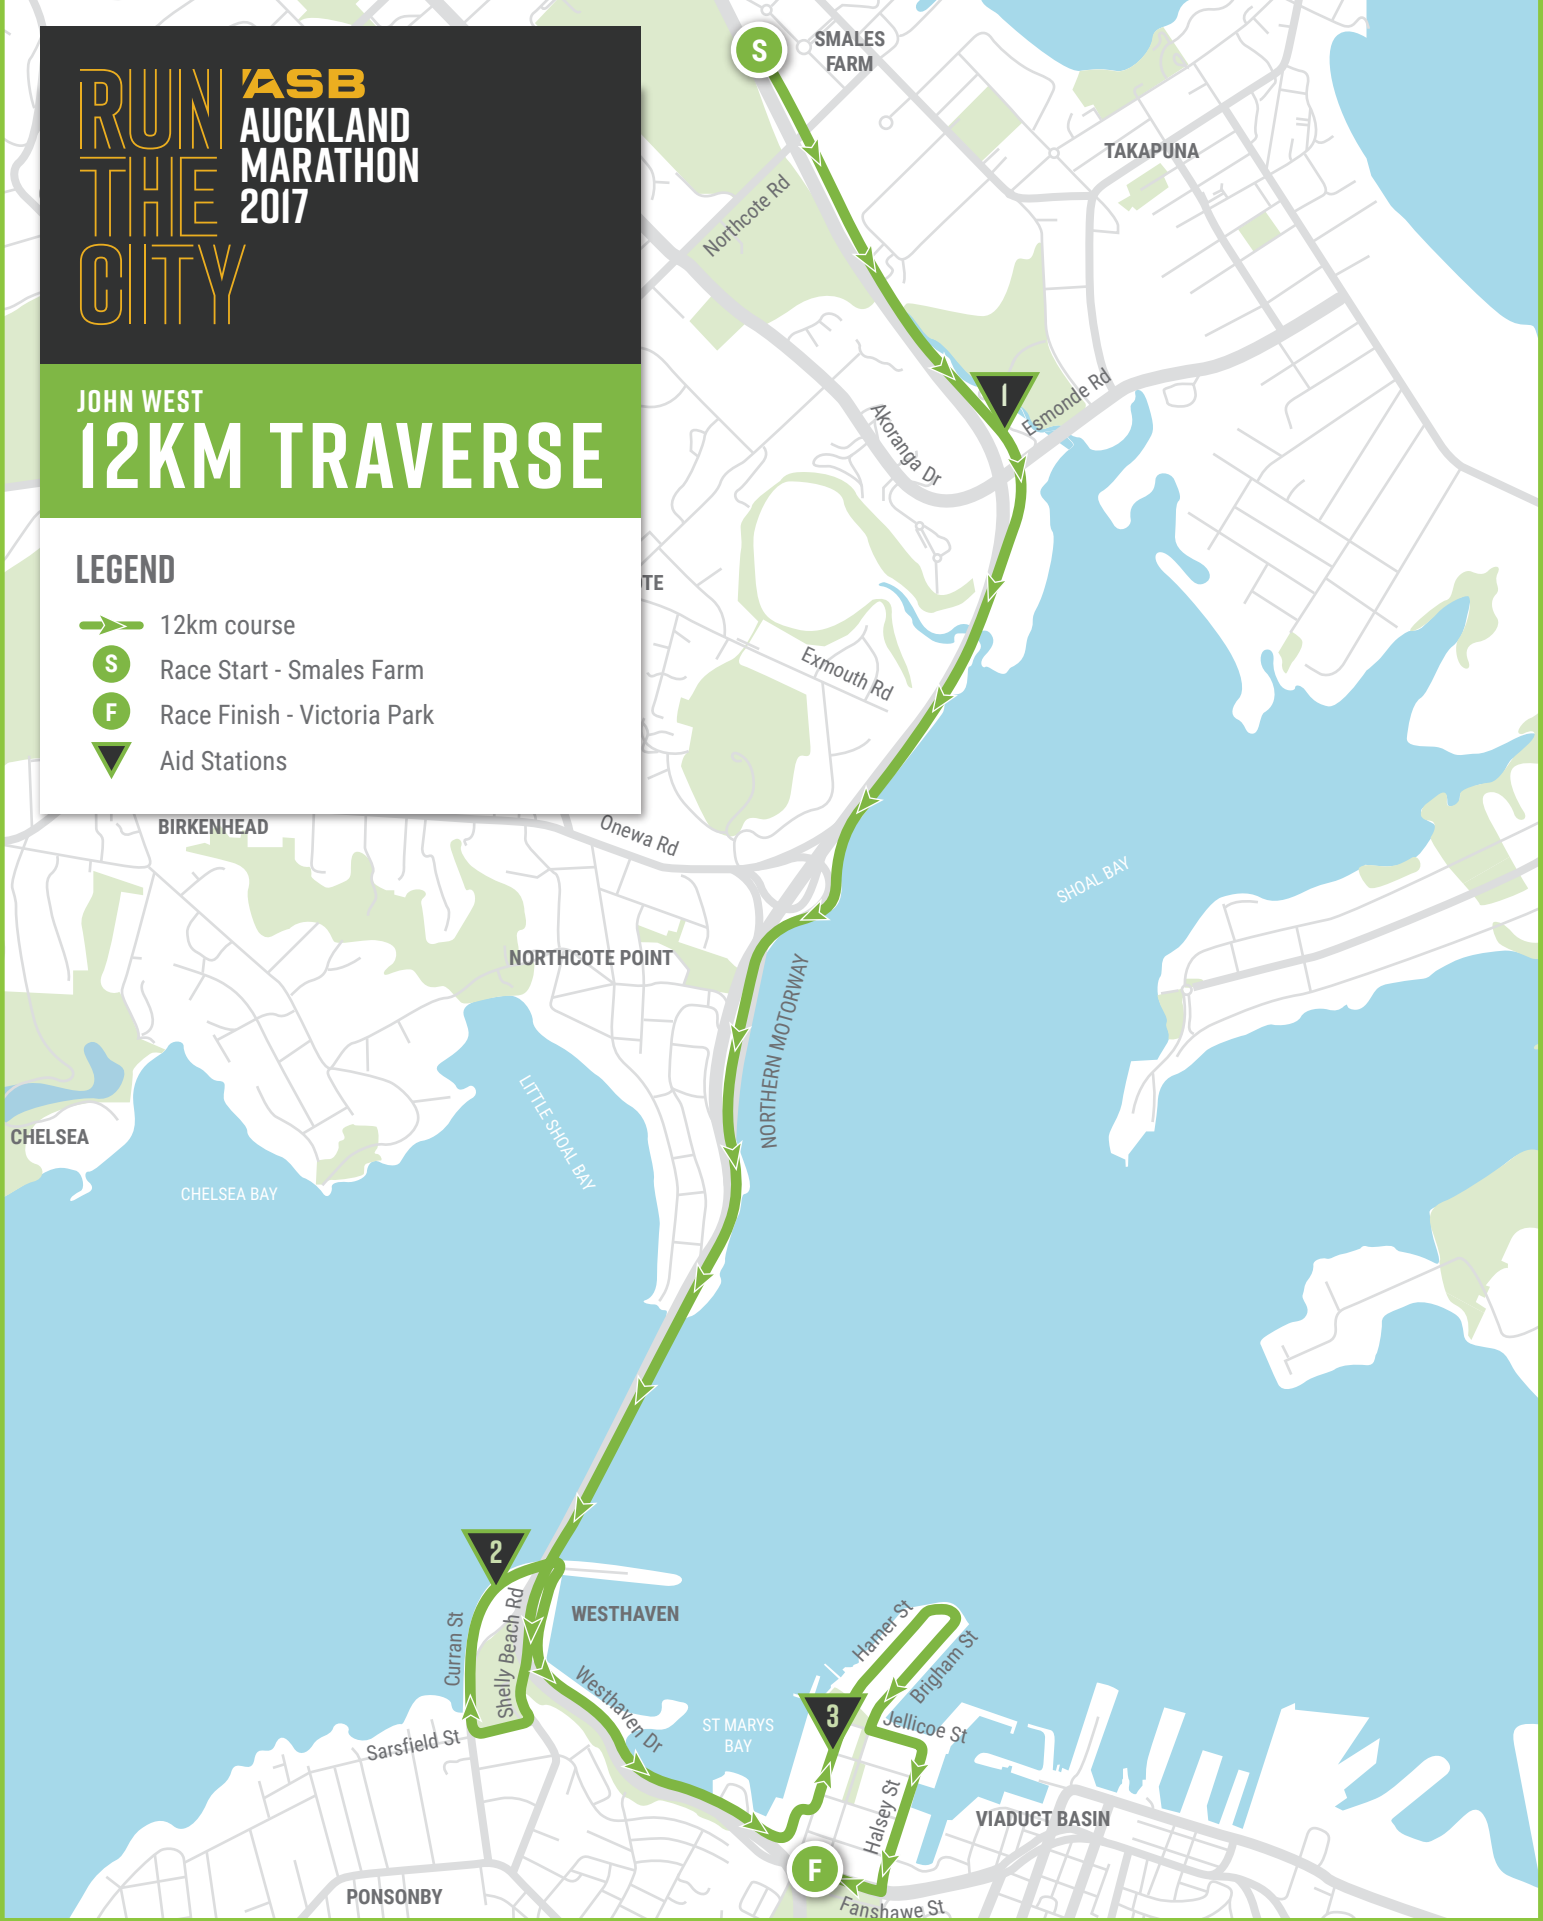 RUN
THE
CITY
ASB
AUCKLAND
MARATHON
2017
JOHN WEST
12KM TRAVERSE
LEGEND
12km course
S
Race Start - Smales Farm
F
Race Finish - Victoria Park
Aid Stations
S
SMALES
FARM
TAKAPUNA
Northcote Rd
1
Esmonde Rd
Akoranga Dr
OTE
Exmouth Rd
BIRKENHEAD
Onewa Rd
SHOAL BAY
NORTHCOTE POINT
NORTHERN MOTORWAY
LITTLE SHOAL BAY
CHELSEA
CHELSEA BAY
2
WESTHAVEN
Curran St
Shelly Beach Rd
Sarsfield St
Westhaven Dr
ST MARYS
BAY
Hamer St
Brigham St
3
Jellicoe St
Halsey St
VIADUCT BASIN
F
Fanshawe St
PONSONBY